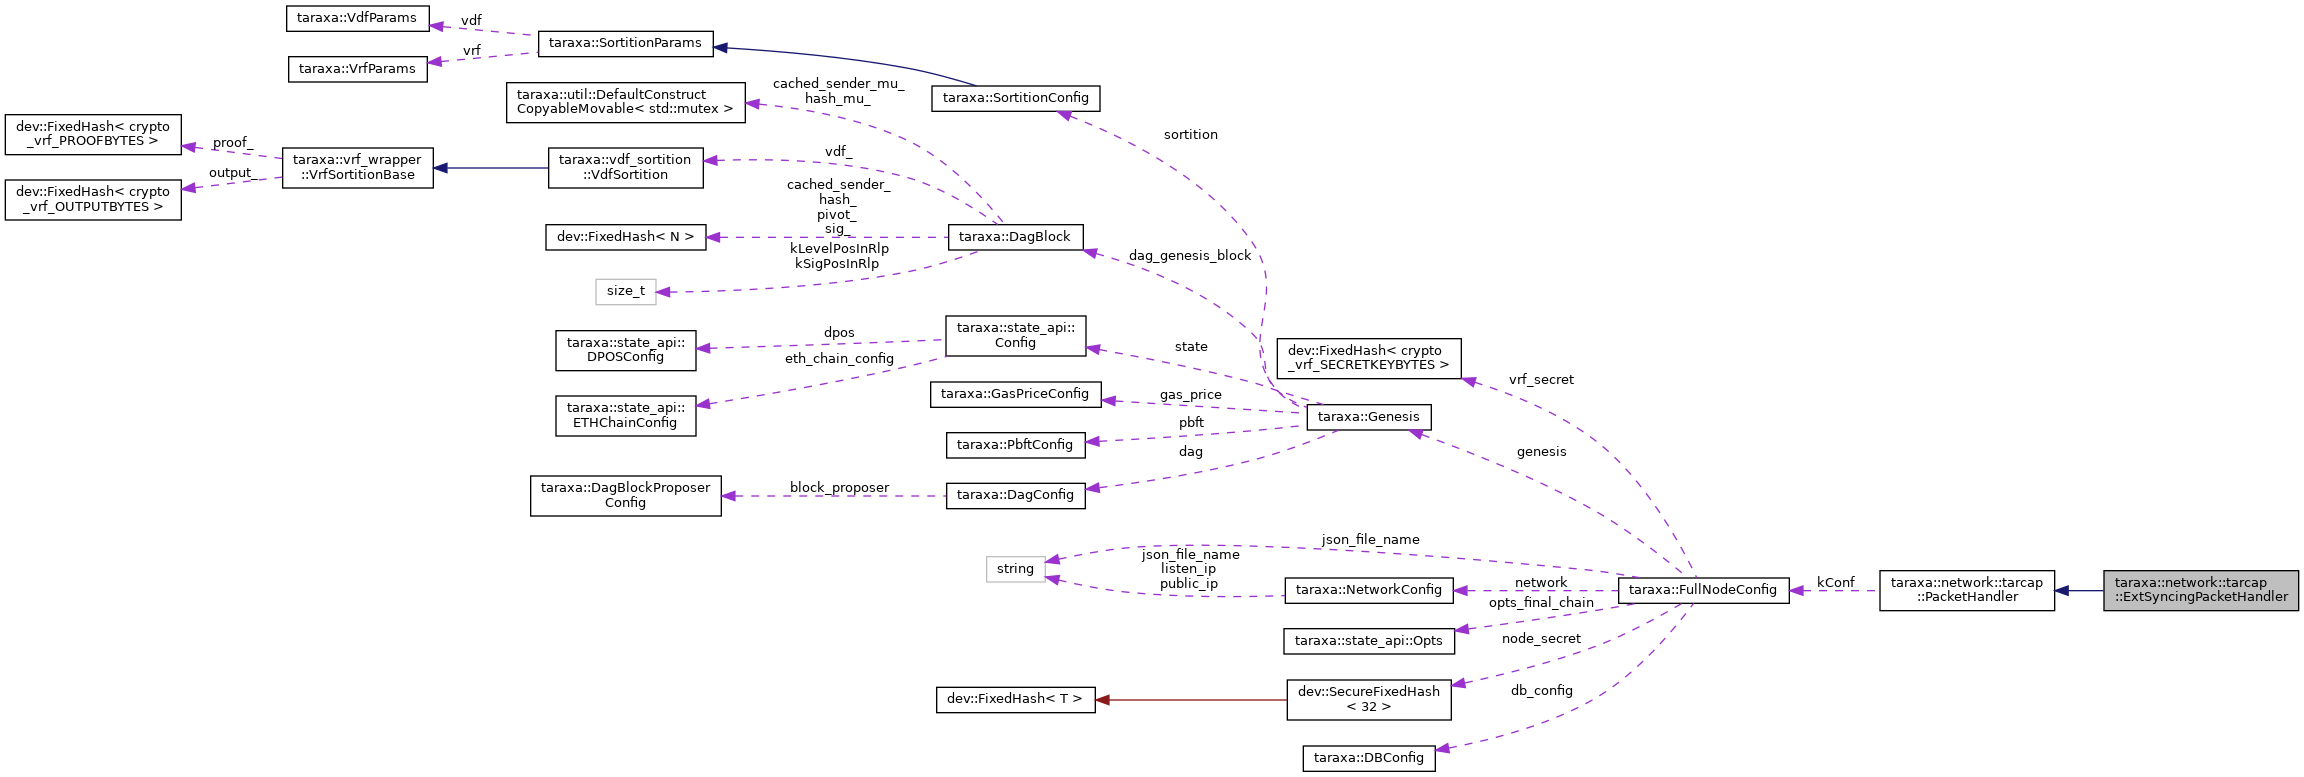 taraxa::VdfParams
vdf
taraxa::SortitionParams
vrf
taraxa::VrfParams
taraxa::util::DefaultConstruct
CopyableMovable< std::mutex >
cached_sender_mu_
hash_mu_
taraxa::SortitionConfig
sortition
dev::FixedHash< crypto
_vrf_PROOFBYTES >
proof_
taraxa::vrf_wrapper
::VrfSortitionBase
taraxa::vdf_sortition
::VdfSortition
vdf_
output_
dev::FixedHash< crypto
_vrf_OUTPUTBYTES >
cached_sender_
hash_
pivot_
sig_
dev::FixedHash< N >
taraxa::DagBlock
kLevelPosInRlp
kSigPosInRlp
dag_genesis_block
size_t
taraxa::state_api::
DPOSConfig
dpos
taraxa::state_api::
Config
state
eth_chain_config
dev::FixedHash< crypto
_vrf_SECRETKEYBYTES >
vrf_secret
taraxa::state_api::
ETHChainConfig
taraxa::GasPriceConfig
gas_price
taraxa::Genesis
pbft
taraxa::PbftConfig
dag
genesis
taraxa::DagBlockProposer
Config
block_proposer
taraxa::DagConfig
json_file_name
string
json_file_name
listen_ip
public_ip
taraxa::NetworkConfig
network
taraxa::FullNodeConfig
kConf
taraxa::network::tarcap
::PacketHandler
taraxa::network::tarcap
::ExtSyncingPacketHandler
opts_final_chain
taraxa::state_api::Opts
node_secret
dev::FixedHash< T >
dev::SecureFixedHash
< 32 >
db_config
taraxa::DBConfig